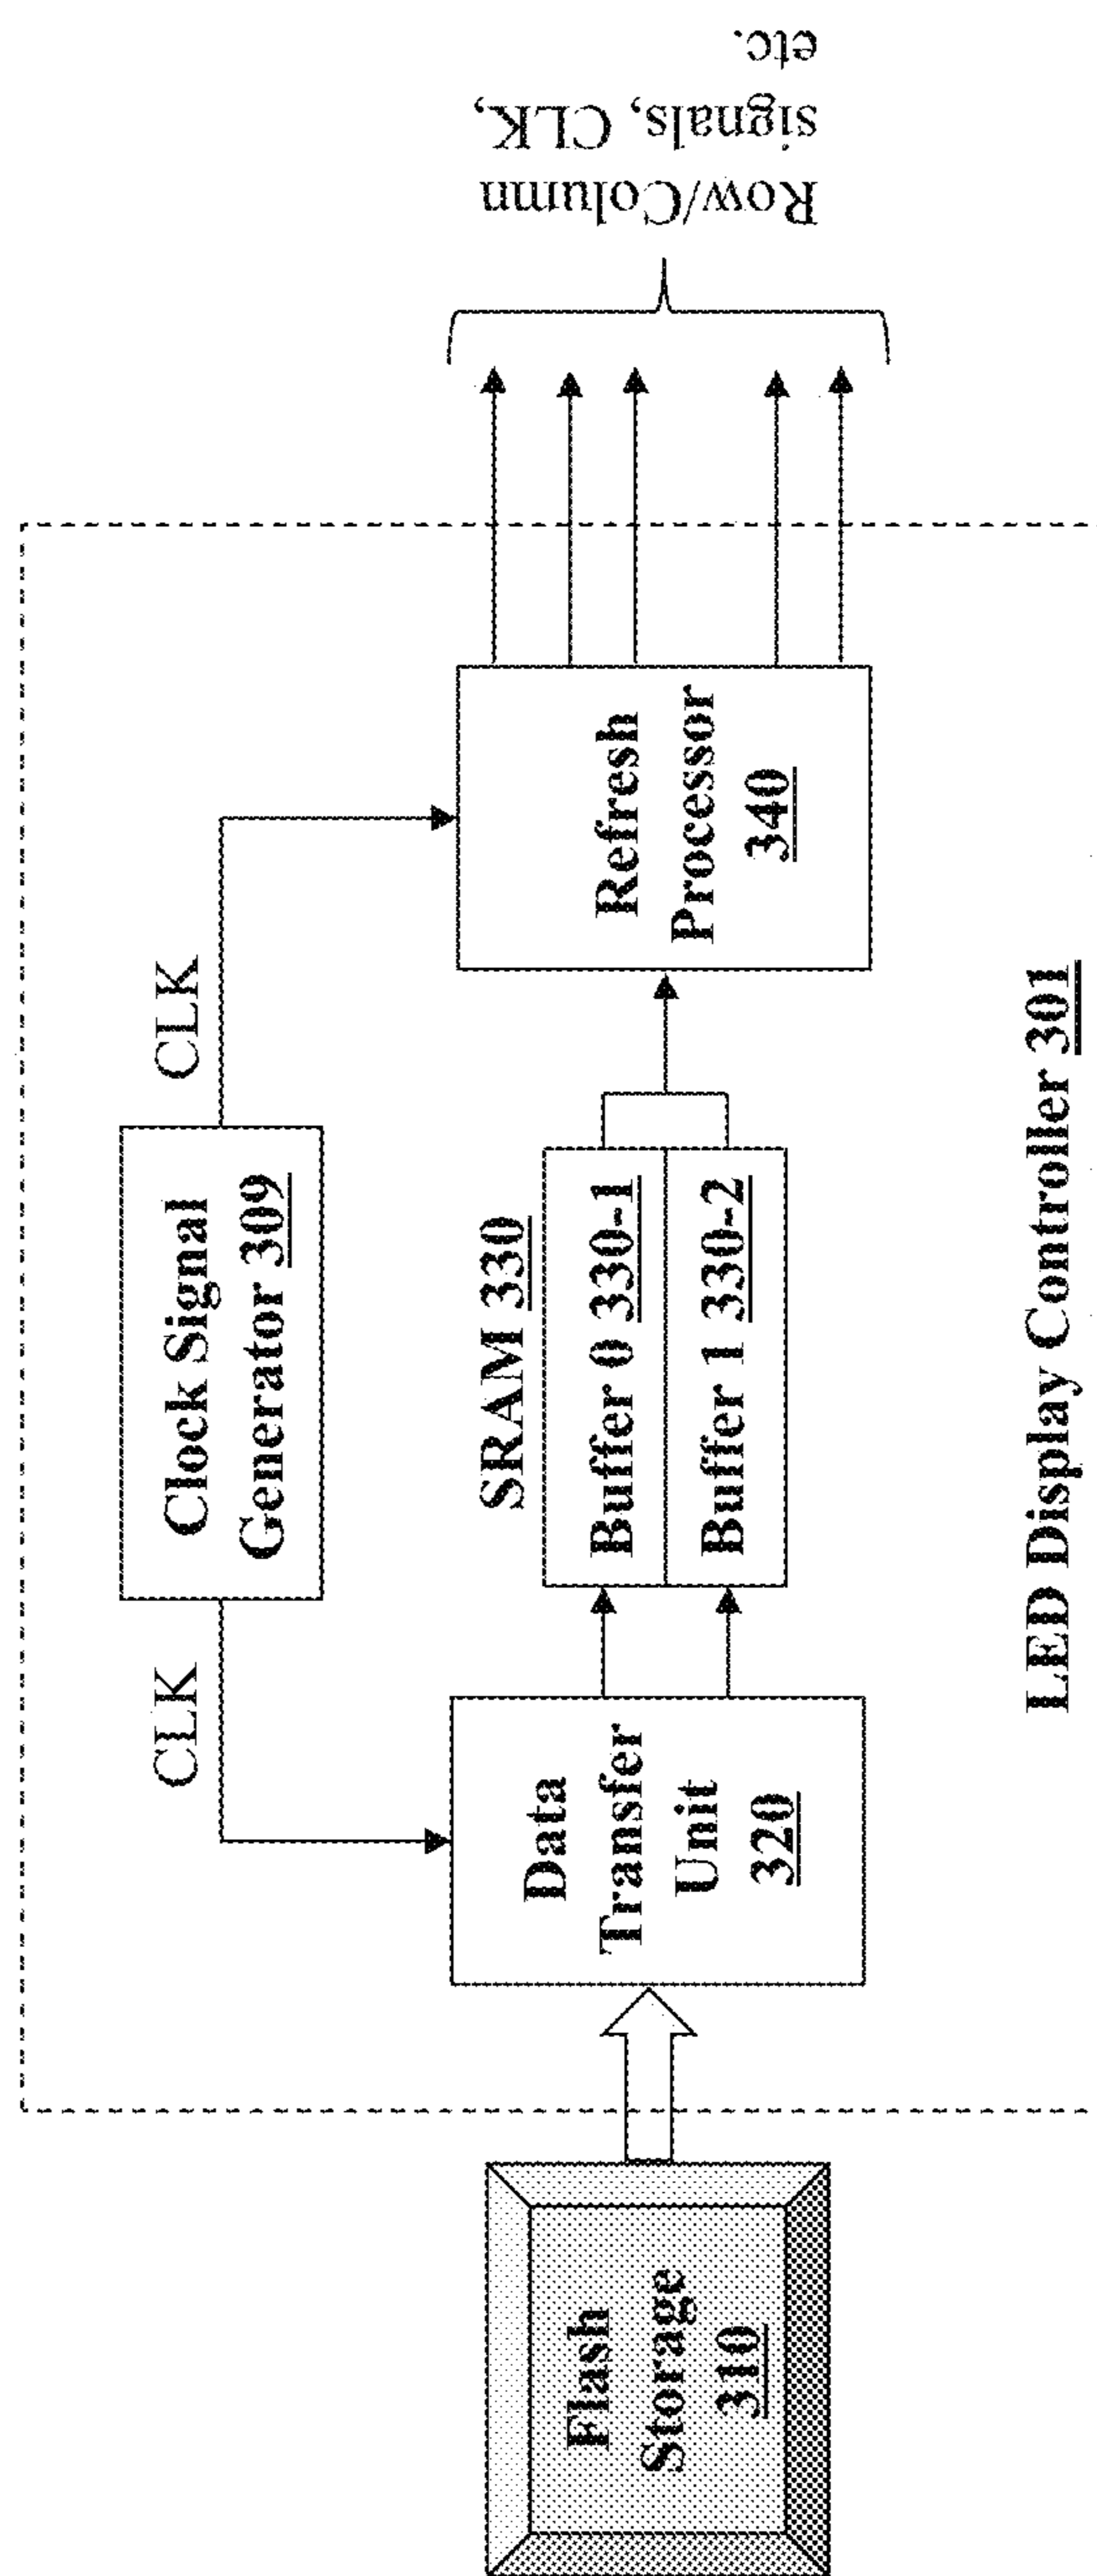 Clock Signal
Generator 309
CLK
CLK
Flash
Storage
310
Data
Transfer
Unit
320
SRAM 330
Buffer 0 330-1
Buffer 1 330-2
Refresh
Processor
340
Row/Column
signals, CLK,
etc.
LED Display Controller 301